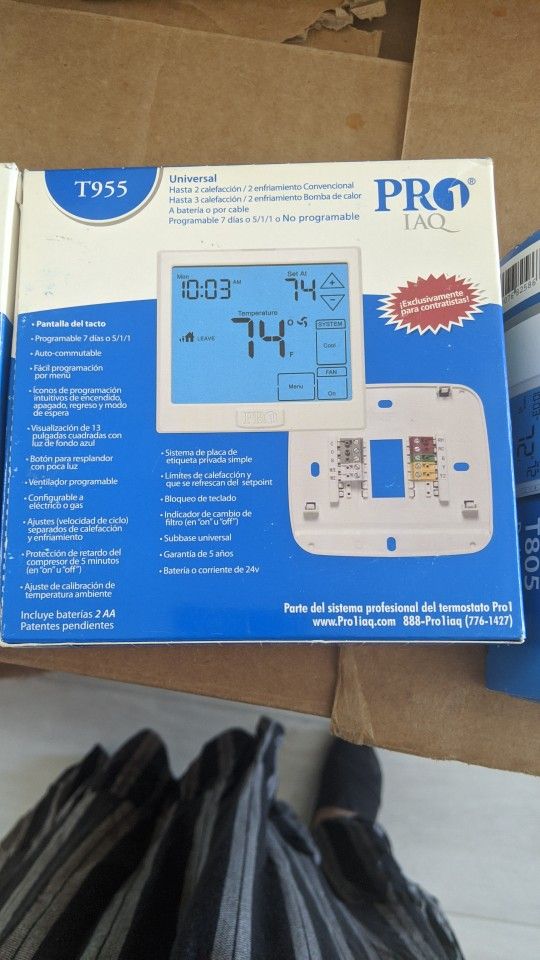 T955
Universal
Hasta 2 calefacción / 2 enfriamiento Convencional
Hasta 3 calefacción / 2 enfriamiento Bomba de calor
A batería o por cable
Programable 7 días o 5/1/1 o No programable
PRO1®
IAQ
¡Exclusivamente
para contratistas!
Mon
10:03 AM
Set At
74
Temperature
74° F
LEAVE
SYSTEM
Cool
FAN
On
Menu
PRO1
• Pantalla del tacto
• Programable 7 días o 5/1/1
• Auto-commutable
• Fácil programación
por menú
• Íconos de programación
intuitivos de encendido,
apagado, regreso y modo
de espera
• Visualización de 13
pulgadas cuadradas con
luz de fondo azul
• Botón para resplandor
con poca luz
• Ventilador programable
• Configurable a
eléctrico o gas
• Ajustes (velocidad de ciclo)
separados de calefacción
y enfriamiento
• Protección de retardo del
compresor de 5 minutos
(en "on" u "off")
• Ajuste de calibración de
temperatura ambiente
Incluye baterías 2 AA
Patentes pendientes
• Sistema de placa de
etiqueta privada simple
• Límites de calefacción y
que se refrescan del setpoint
• Bloqueo de teclado
• Indicador de cambio de
filtro (en "on" u "off")
• Subbase universal
• Garantía de 5 años
• Batería o corriente de 24v
Parte del sistema profesional del termostato Pro1
www.Pro1iaq.com 888-Pro1iaq (776-1427)
T805